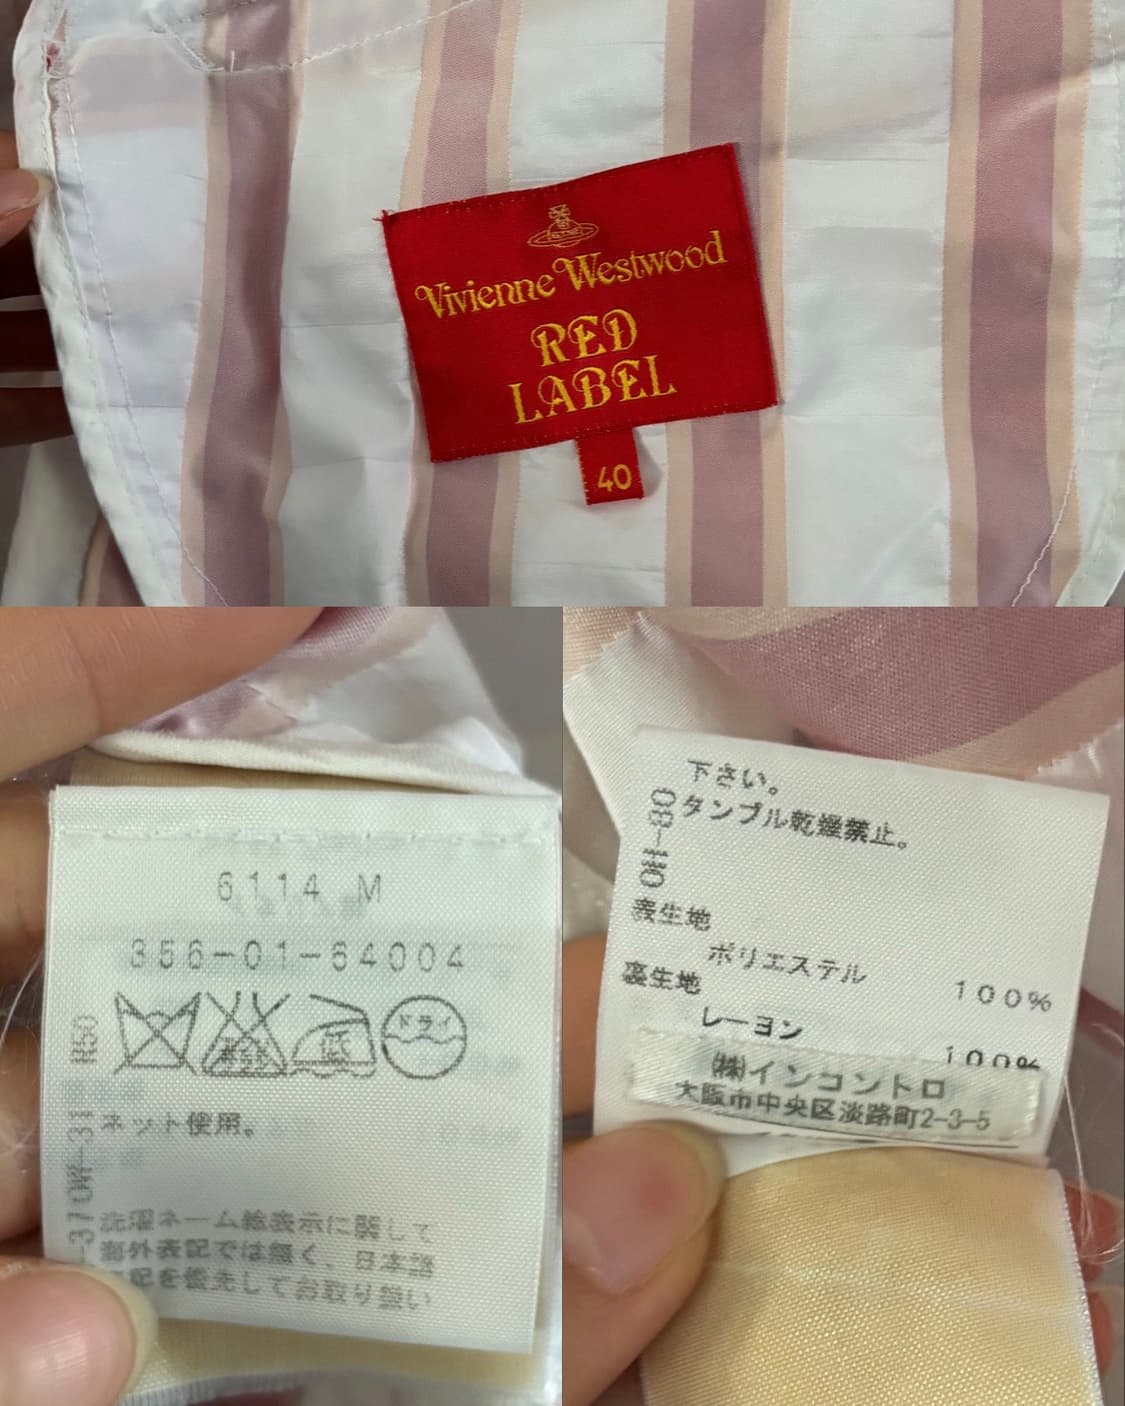 Vivienne Westwood
RED
LABEL
40
6114 M
356-01-64004
ドライ
低
ネット使用。
洗濯ネーム絵表示に関して
海外表記では無く、日本語
記を優先してお取り扱い
下さい。
タンブル乾燥禁止。
表生地
ポリエステル 100%
裏生地
レーヨン 100%
㈱インコントロ
大阪市中央区淡路町2-3-5